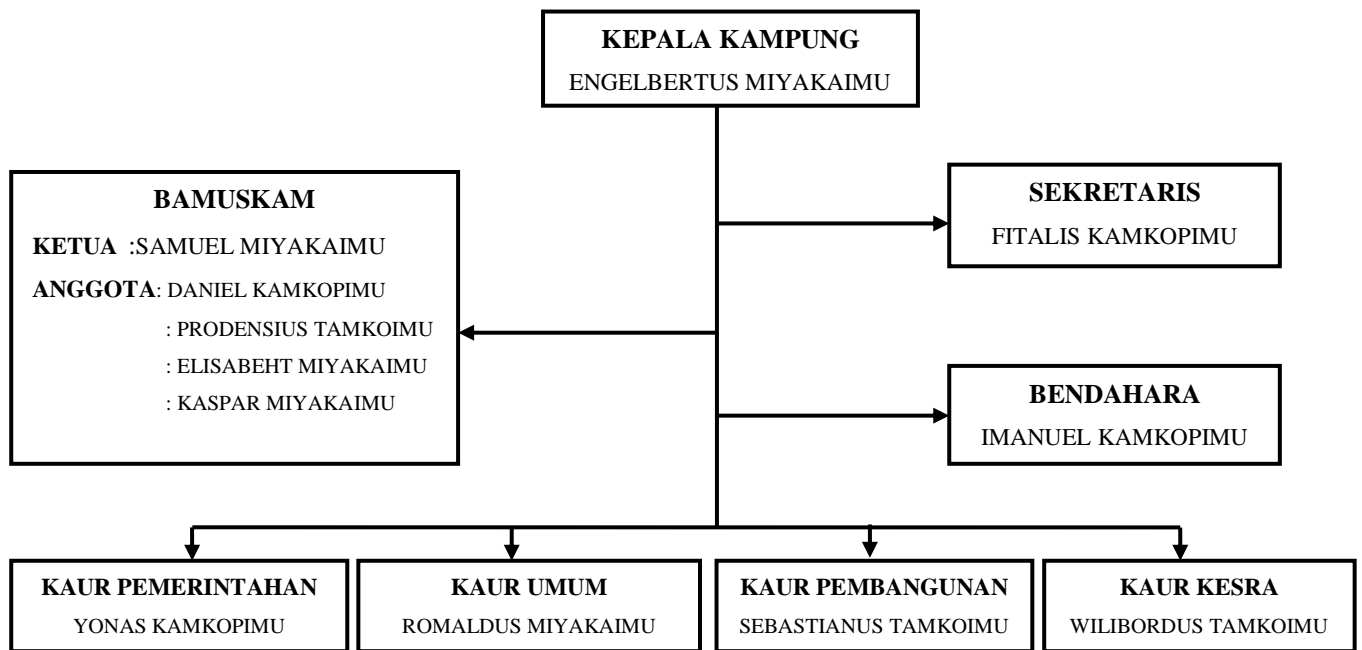 KEPALA KAMPUNG
ENGELBERTUS MIYAKAIMU
BAMUSKAM
KETUA :SAMUEL MIYAKAIMU
ANGGOTA: DANIEL KAMKOPIMU
: PRODENSIUS TAMKOIMU
: ELISABEHT MIYAKAIMU
: KASPAR MIYAKAIMU
SEKRETARIS
FITALIS KAMKOPIMU
BENDAHARA
IMANUEL KAMKOPIMU
KAUR PEMERINTAHAN
YONAS KAMKOPIMU
KAUR UMUM
ROMALDUS MIYAKAIMU
KAUR PEMBANGUNAN
SEBASTIANUS TAMKOIMU
KAUR KESRA
WILIBORDUS TAMKOIMU